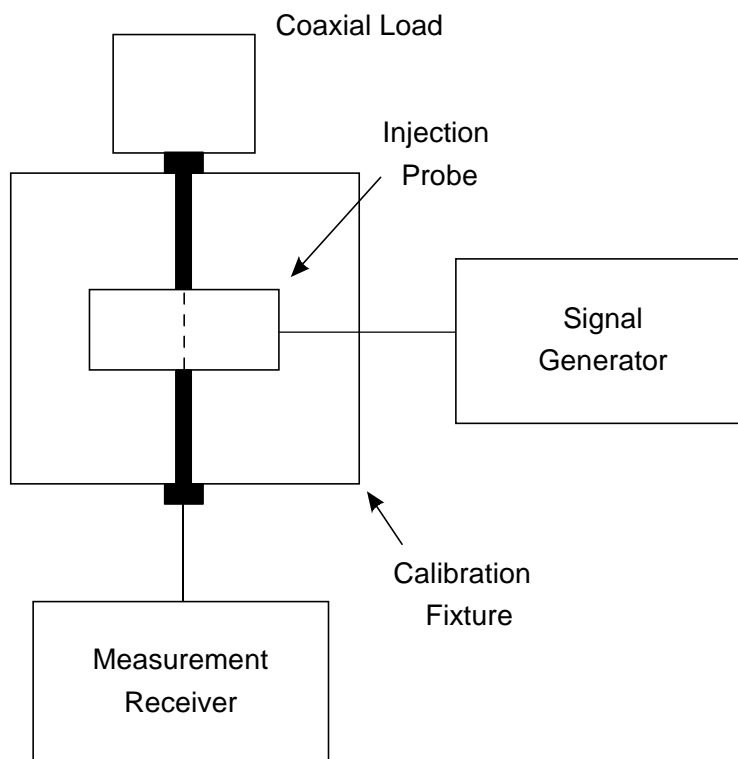 Coaxial Load
Injection
Probe
Signal
Generator
Calibration
Fixture
Measurement
Receiver